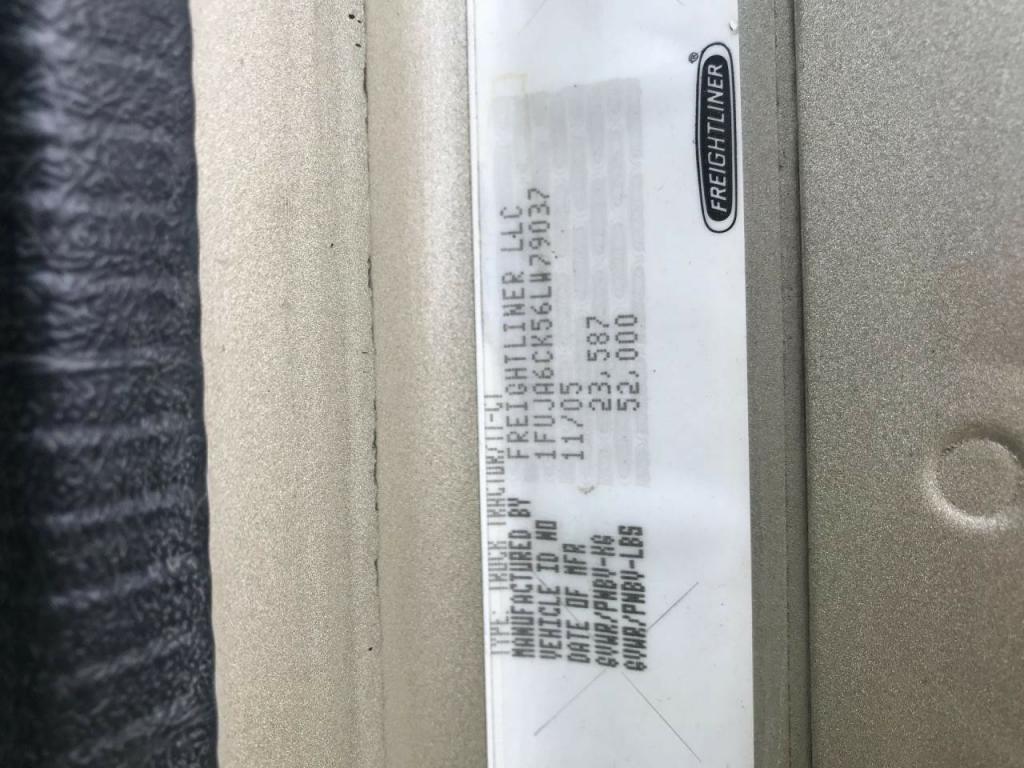 FREIGHTLINER®
TYPE: TRUCK TRACTOR/TT-CT
MANUFACTURED BY FREIGHTLINER LLC
VEHICLE ID NO 1FUJA6CK56LW79037
DATE OF MFR 11/05
GVWR/PNBV-KG 23,587
GVWR/PNBV-LBS 52,000